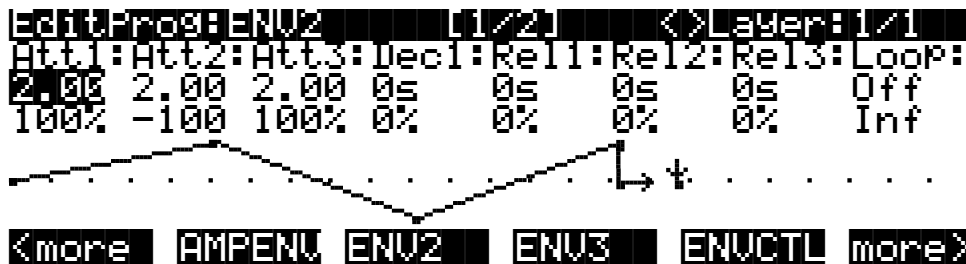 EditProg:ENV2 [1/2] <>Layer:1/1
Att1:Att2:Att3:Dec1:Rel1:Rel2:Rel3:Loop:
2.00 2.00 2.00 0s 0s 0s 0s Off
100% -100 100% 0% 0% 0% 0% Inf
<more AMPENV ENV2 ENV3 ENVCTL more>